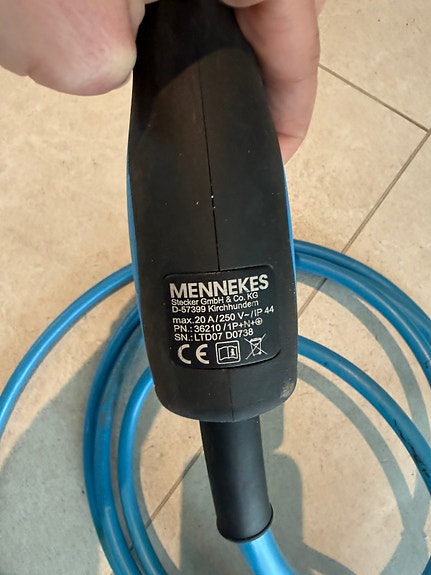 MENNEKES
Stecker GmbH & Co. KG
D-57399 Kirchhundem
max.20 A / 250 V~ / IP 44
PN.: 36210 / 1P+N+⏚
SN.: LTD07 D0738
CE